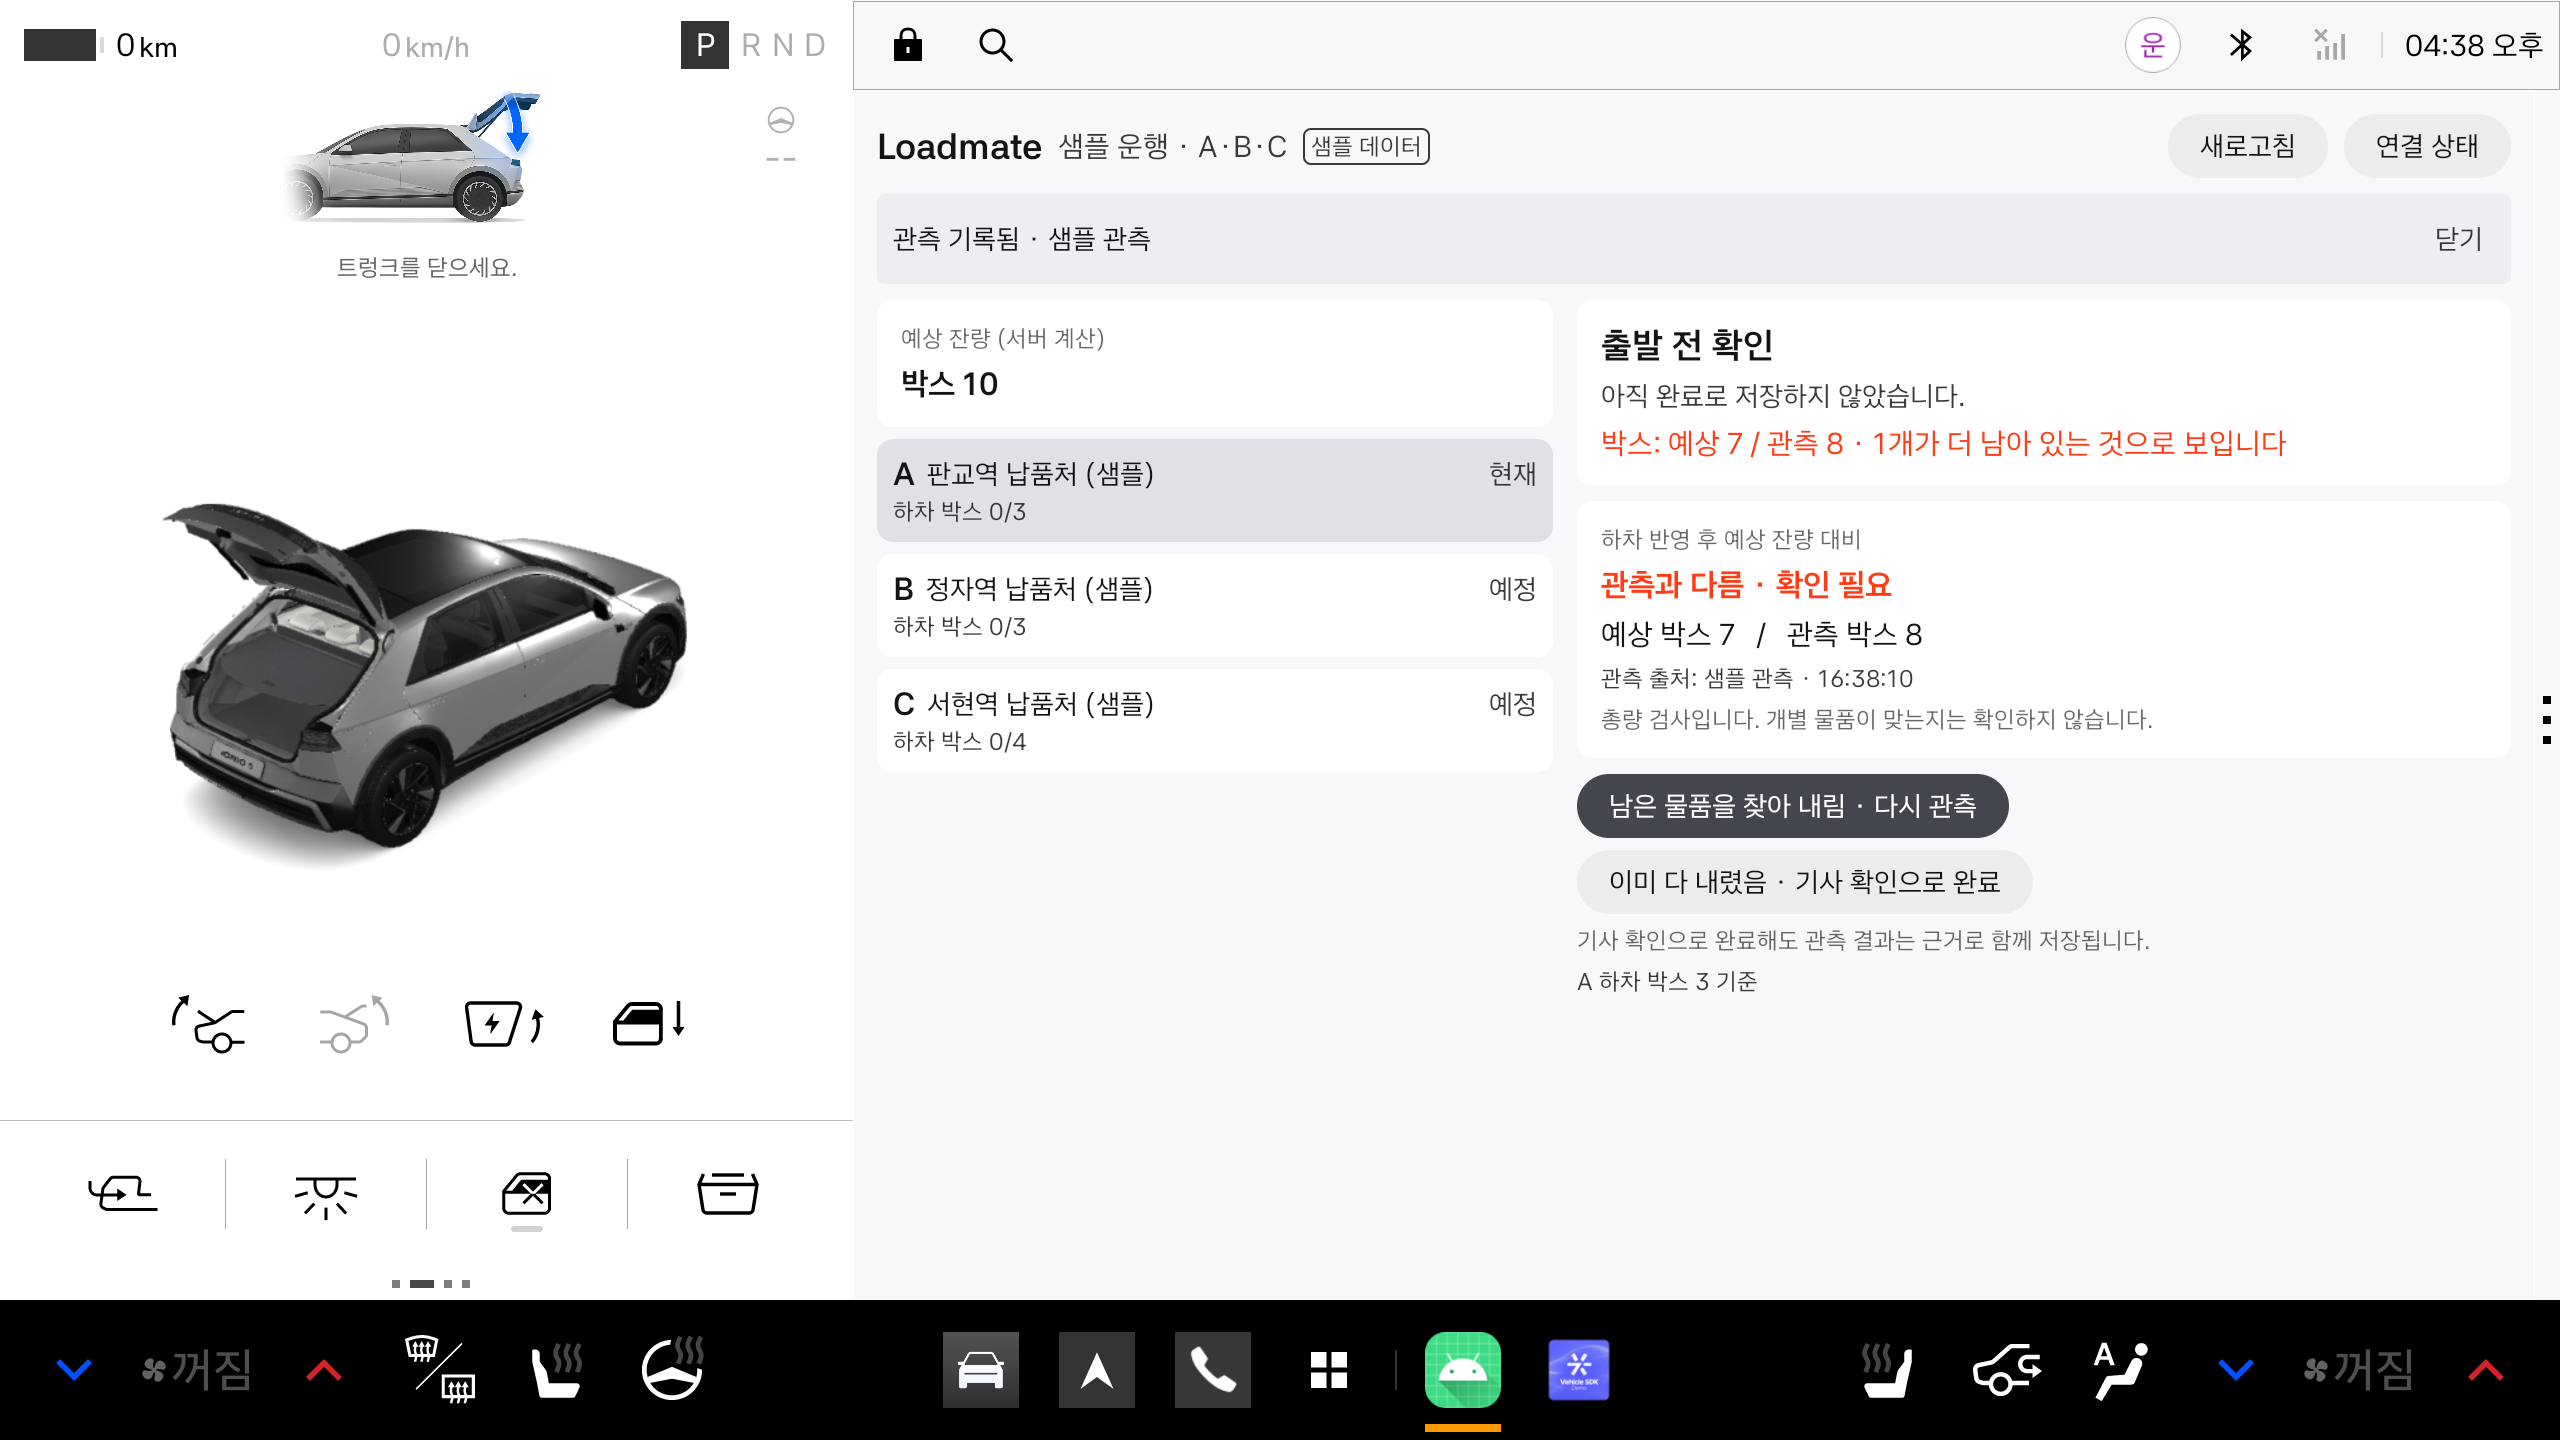 0 km
0 km/h
P R N D
트렁크를 닫으세요.
--
운
04:38 오후
Loadmate 샘플 운행 · A·B·C 샘플 데이터
새로고침
연결 상태
관측 기록됨 · 샘플 관측
닫기
예상 잔량 (서버 계산)
박스 10
A 판교역 납품처 (샘플)
현재
하차 박스 0/3
B 정자역 납품처 (샘플)
예정
하차 박스 0/3
C 서현역 납품처 (샘플)
예정
하차 박스 0/4
출발 전 확인
아직 완료로 저장하지 않았습니다.
박스: 예상 7 / 관측 8 · 1개가 더 남아 있는 것으로 보입니다
하차 반영 후 예상 잔량 대비
관측과 다름 · 확인 필요
예상 박스 7 / 관측 박스 8
관측 출처: 샘플 관측 · 16:38:10
총량 검사입니다. 개별 물품이 맞는지는 확인하지 않습니다.
남은 물품을 찾아 내림 · 다시 관측
이미 다 내렸음 · 기사 확인으로 완료
기사 확인으로 완료해도 관측 결과는 근거로 함께 저장됩니다.
A 하차 박스 3 기준
꺼짐
Vehicle SDK
Demo
A
꺼짐